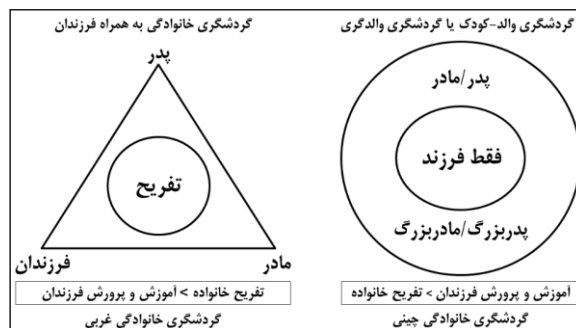 گردشگری والد-کودک یا گردشگری والدگری
پدر/مادر
فقط فرزند
پدربزرگ/مادربزرگ
آموزش و پرورش فرزندان > تفریح خانواده
گردشگری خانوادگی چینی
گردشگری خانوادگی به همراه فرزندان
پدر
تفریح
مادر
فرزندان
تفریح خانواده > آموزش و پرورش فرزندان
گردشگری خانوادگی غربی